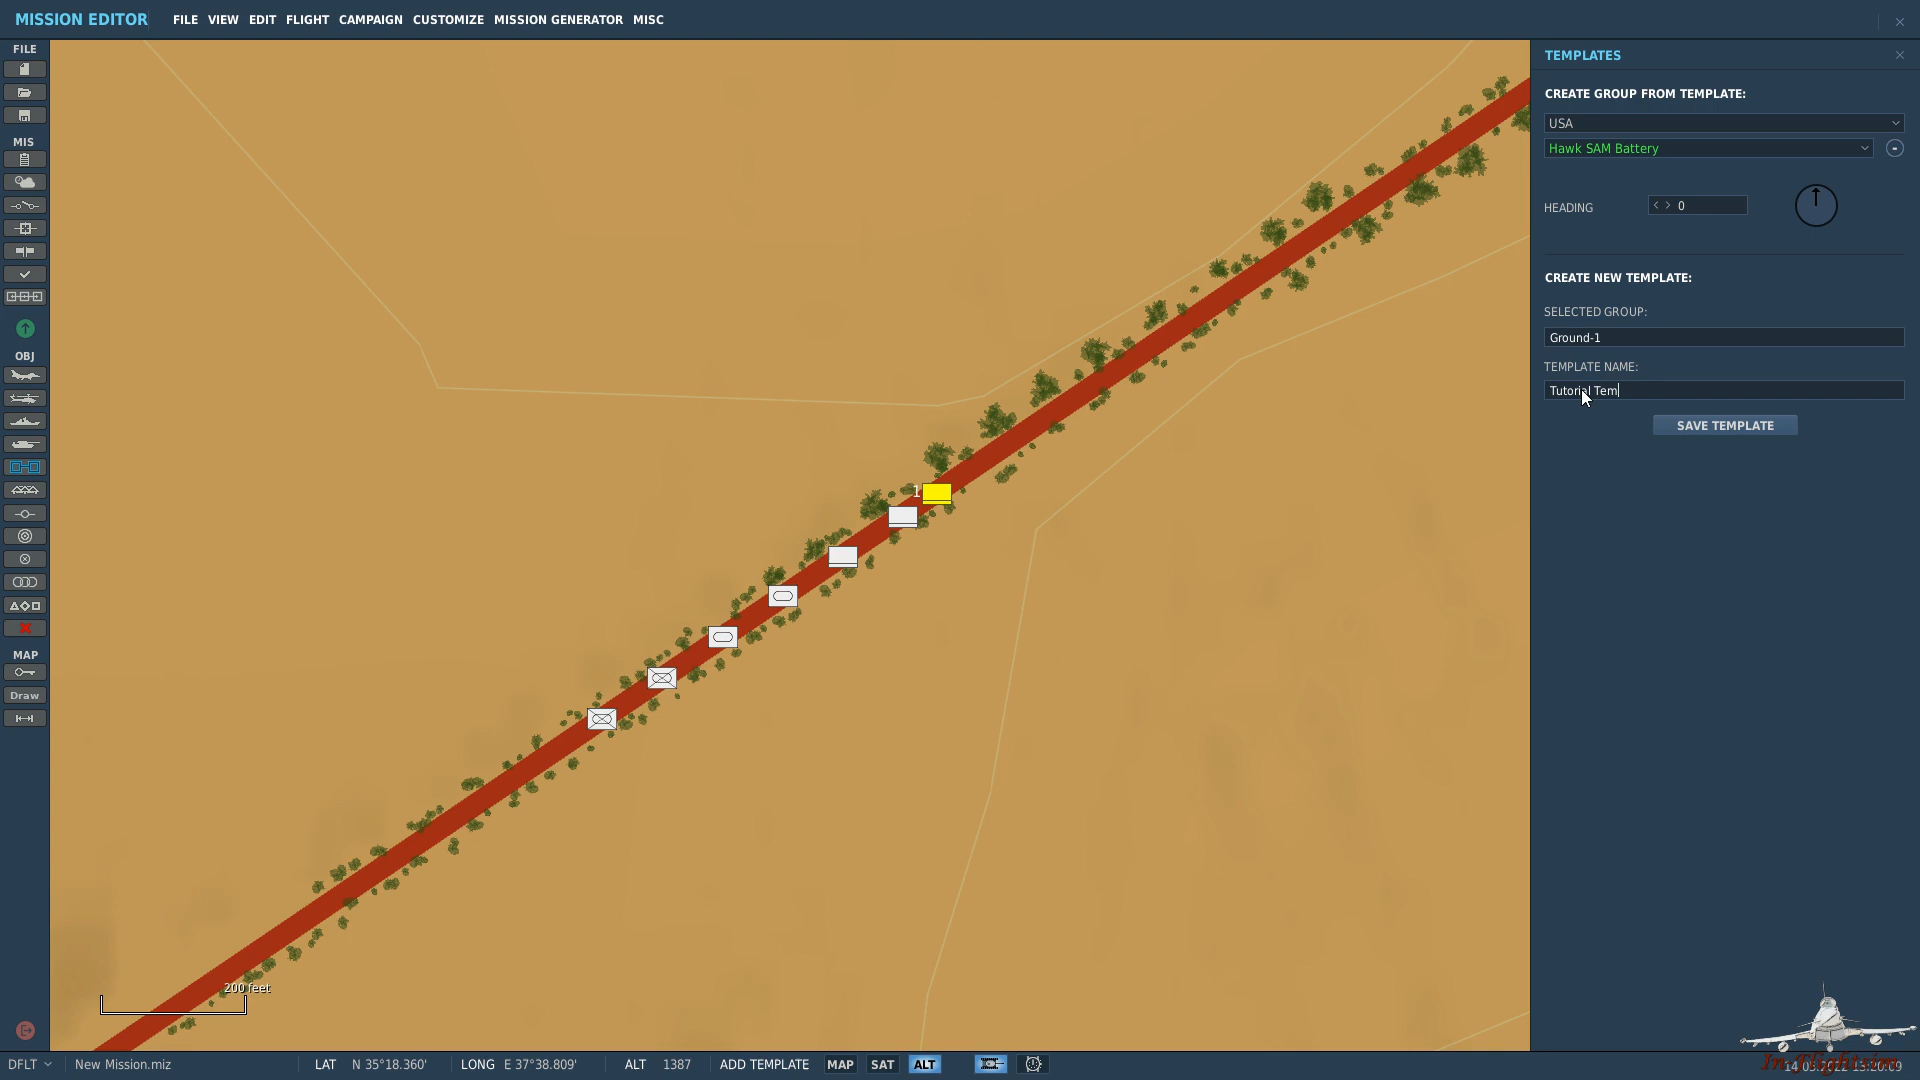 MISSION EDITOR FILE VIEW EDIT FLIGHT CAMPAIGN CUSTOMIZE MISSION GENERATOR MISC
FILE
MIS
OBJ
MAP
Draw
TEMPLATES
CREATE GROUP FROM TEMPLATE:
USA
Hawk SAM Battery
HEADING 0
CREATE NEW TEMPLATE:
SELECTED GROUP:
Ground-1
TEMPLATE NAME:
Tutorial Tem
SAVE TEMPLATE
1
200 feet
DFLT New Mission.miz LAT N 35°18.360' LONG E 37°38.809' ALT 1387 ADD TEMPLATE MAP SAT ALT